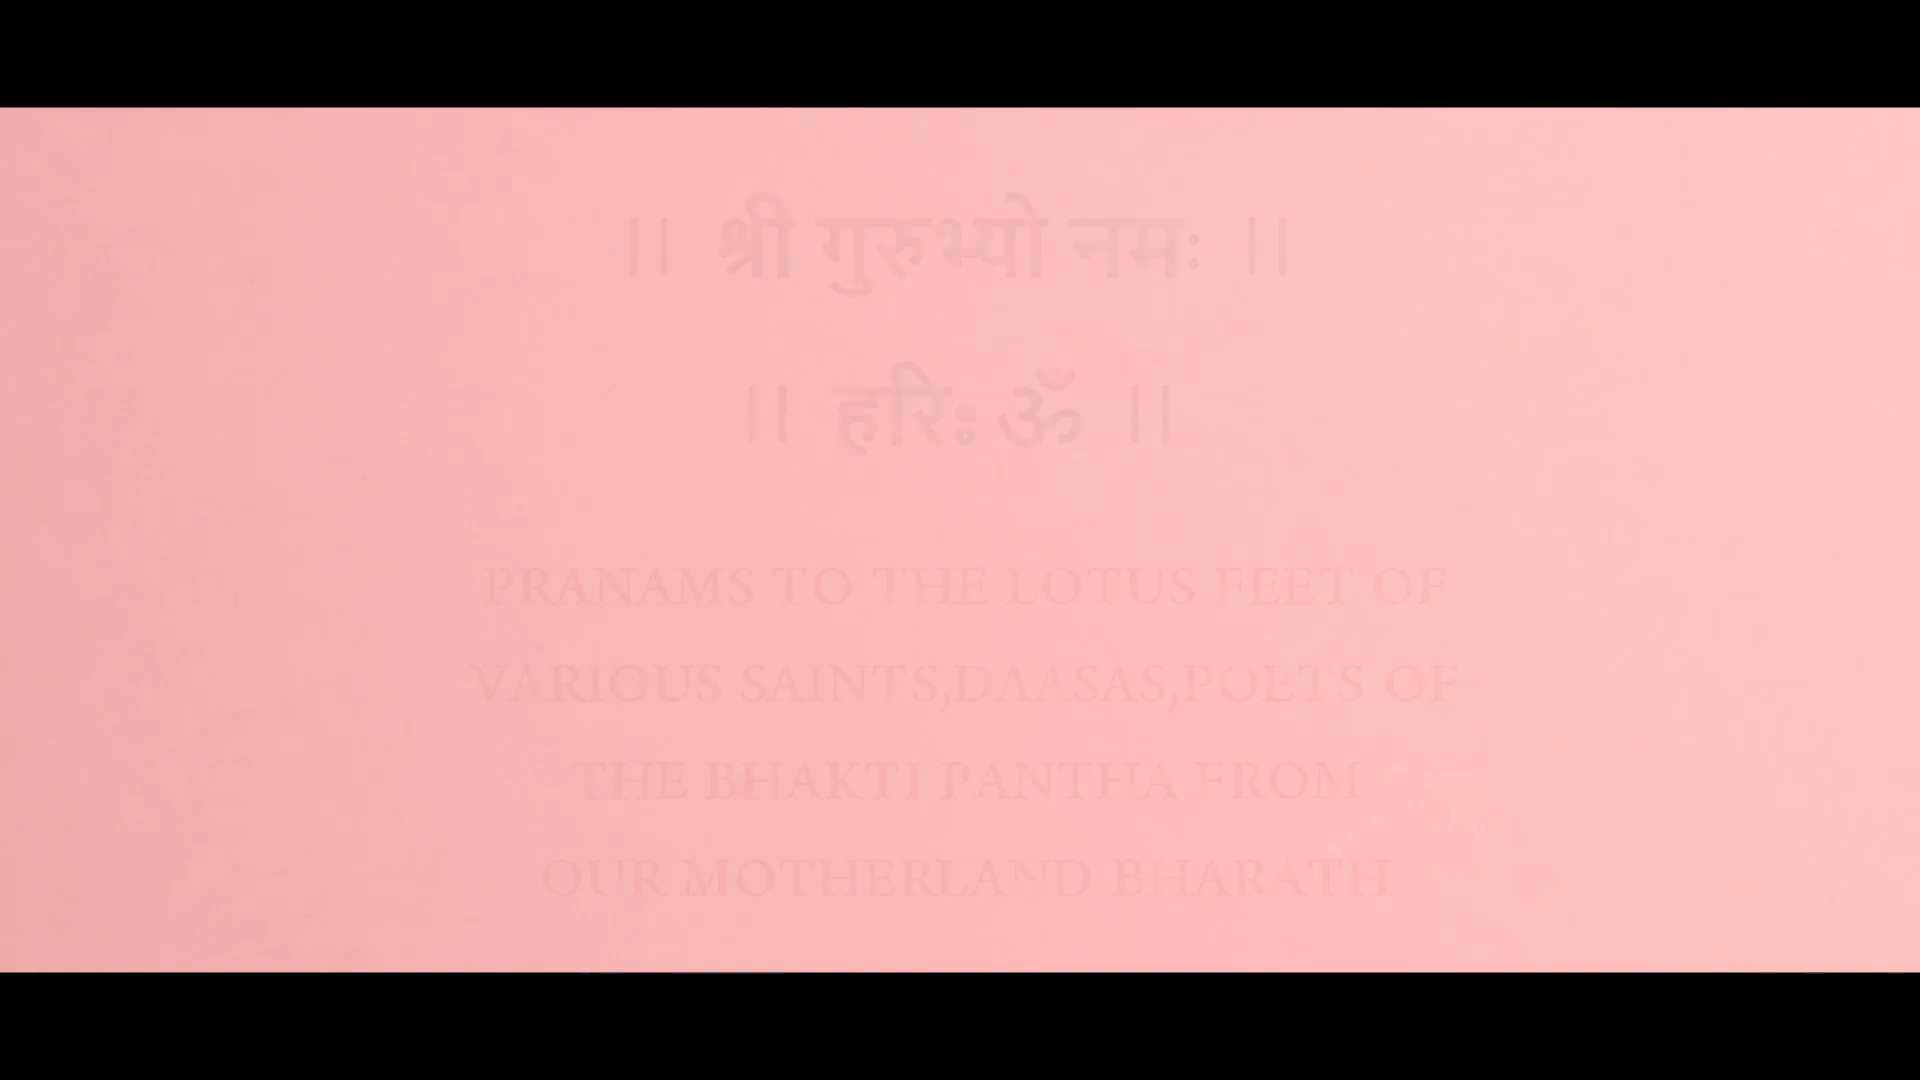 || श्री गुरुभ्यो नमः ||
|| हरिः ॐ ||
PRANAMS TO THE LOTUS FEET OF
VARIOUS SAINTS,DAASAS,POETS OF
THE BHAKTI PANTHA FROM
OUR MOTHERLAND BHARATH